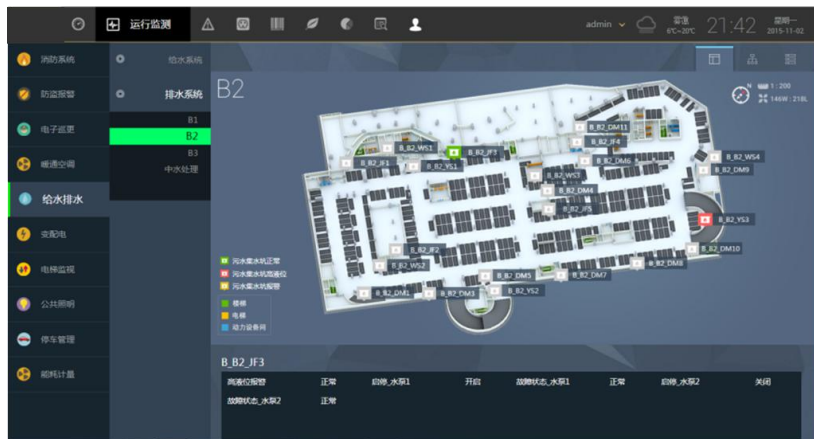 运行监测
admin
雾
6℃~20℃
21:42
星期一
2015-11-02
消防系统
防盗报警
电子巡更
暖通空调
给水排水
变配电
电梯监视
公共照明
停车管理
能耗计量
给水系统
排水系统
B1
B2
B3
中水处理
B2
N
1 : 200
146W : 218L
B_B2_DM11
B_B2_WS1
B_B2_JF3
B_B2_JF4
B_B2_JF1
B_B2_YS1
B_B2_DM6
B_B2_WS4
B_B2_WS3
B_B2_DM9
B_B2_DM4
B_B2_JF5
B_B2_YS3
B_B2_JF2
B_B2_DM10
B_B2_WS2
B_B2_DM8
B_B2_DM5
B_B2_DM7
B_B2_DM1
B_B2_DM3
B_B2_YS2
污水集水坑正常
污水集水坑高液位
污水集水坑报警
楼梯
电梯
动力设备间
B_B2_JF3
高液位报警 正常 启停_水泵1 开启 故障状态_水泵1 正常 启停_水泵2 关闭
故障状态_水泵2 正常